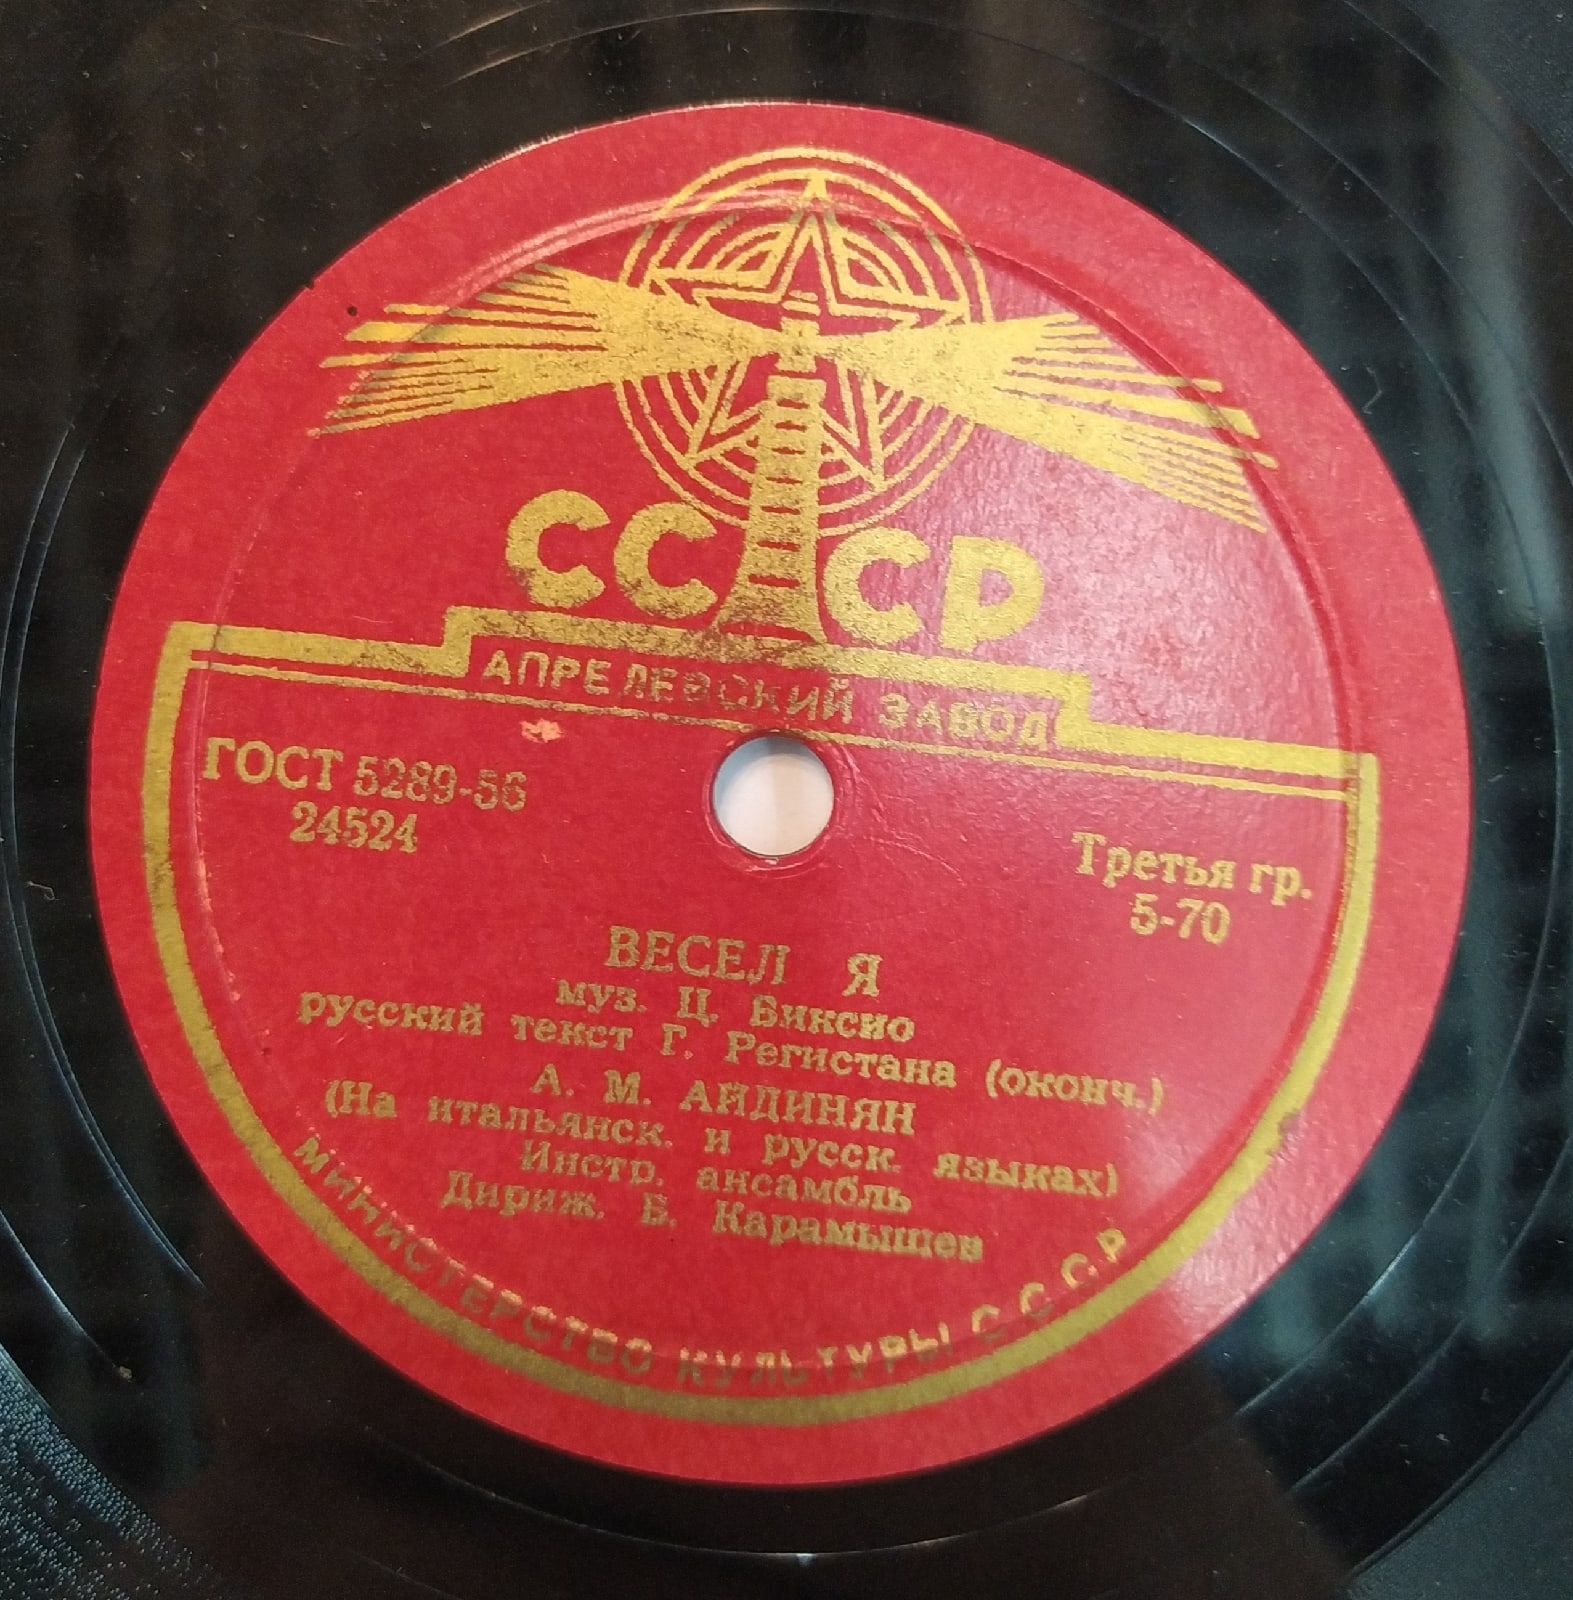 СССР
АПРЕЛЕВСКИЙ ЗАВОД
ГОСТ 5289-56
24524
Третья гр.
5-70
ВЕСЕЛ Я
муз. Ц. Биксио
русский текст Г. Регистана (оконч.)
А. М. АЙДИНЯН
(На итальянск. и русск. языках)
Инстр. ансамбль
Дириж. Б. Карамышев
МИНИСТЕРСТВО КУЛЬТУРЫ СССР